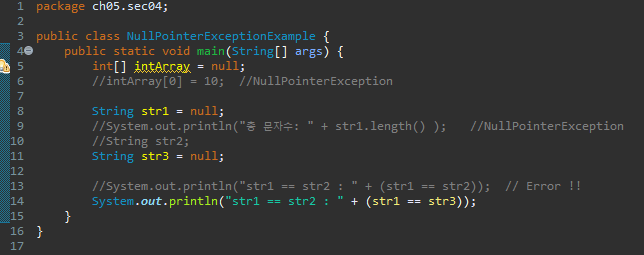 1 package ch05.sec04;
2
3 public class NullPointerExceptionExample {
4 public static void main(String[] args) {
5 int[] intArray = null;
6 //intArray[0] = 10;  //NullPointerException
7
8 String str1 = null;
9 //System.out.println("총 문자수: " + str1.length() );   //NullPointerException
10 //String str2;
11 String str3 = null;
12
13 //System.out.println("str1 == str2 : " + (str1 == str2));  // Error !!
14 System.out.println("str1 == str2 : " + (str1 == str3));
15 }
16 }
17